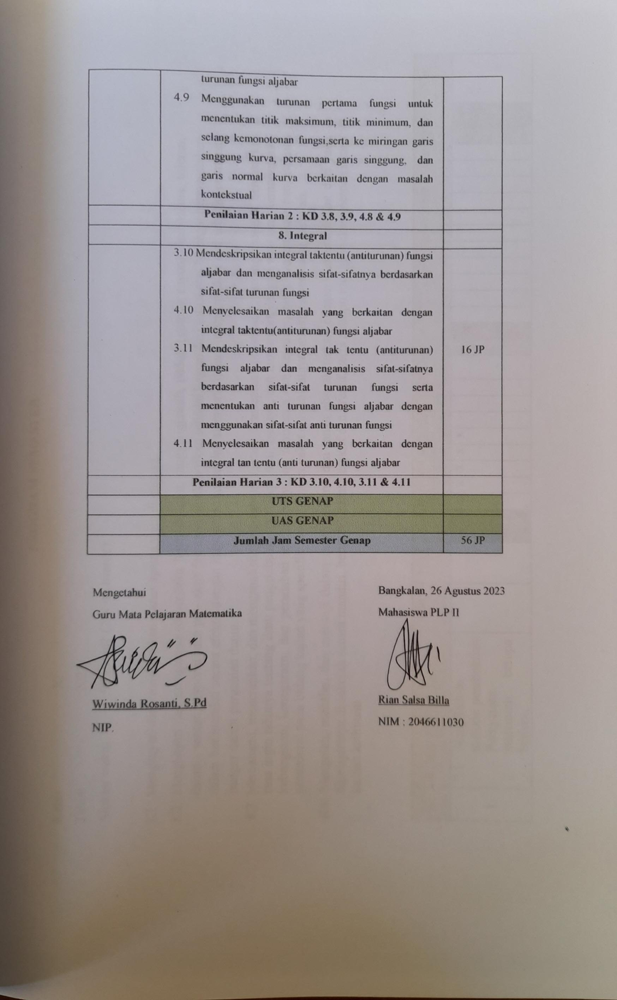 turunan fungsi aljabar
4.9 Menggunakan turunan pertama fungsi untuk
menentukan titik maksimum, titik minimum, dan
selang kemonotonan fungsi,serta ke miringan garis
singgung kurva, persamaan garis singgung, dan
garis normal kurva berkaitan dengan masalah
kontekstual
Penilaian Harian 2 : KD 3.8, 3.9, 4.8 & 4.9
8. Integral
3.10 Mendeskripsikan integral taktentu (antiturunan) fungsi
aljabar dan menganalisis sifat-sifatnya berdasarkan
sifat-sifat turunan fungsi
4.10 Menyelesaikan masalah yang berkaitan dengan
integral taktentu(antiturunan) fungsi aljabar
3.11 Mendeskripsikan integral tak tentu (antiturunan)
16 JP
fungsi aljabar dan menganalisis sifat-sifatnya
berdasarkan sifat-sifat turunan fungsi serta
menentukan anti turunan fungsi aljabar dengan
menggunakan sifat-sifat anti turunan fungsi
4.11 Menyelesaikan masalah yang berkaitan dengan
integral tan tentu (anti turunan) fungsi aljabar
Penilaian Harian 3 : KD 3.10, 4.10, 3.11 & 4.11
UTS GENAP
UAS GENAP
Jumlah Jam Semester Genap
56 JP
Mengetahui
Guru Mata Pelajaran Matematika
Wiwinda Rosanti, S.Pd
NIP.
Bangkalan, 26 Agustus 2023
Mahasiswa PLP II
Rian Salsa Billa
NIM : 2046611030